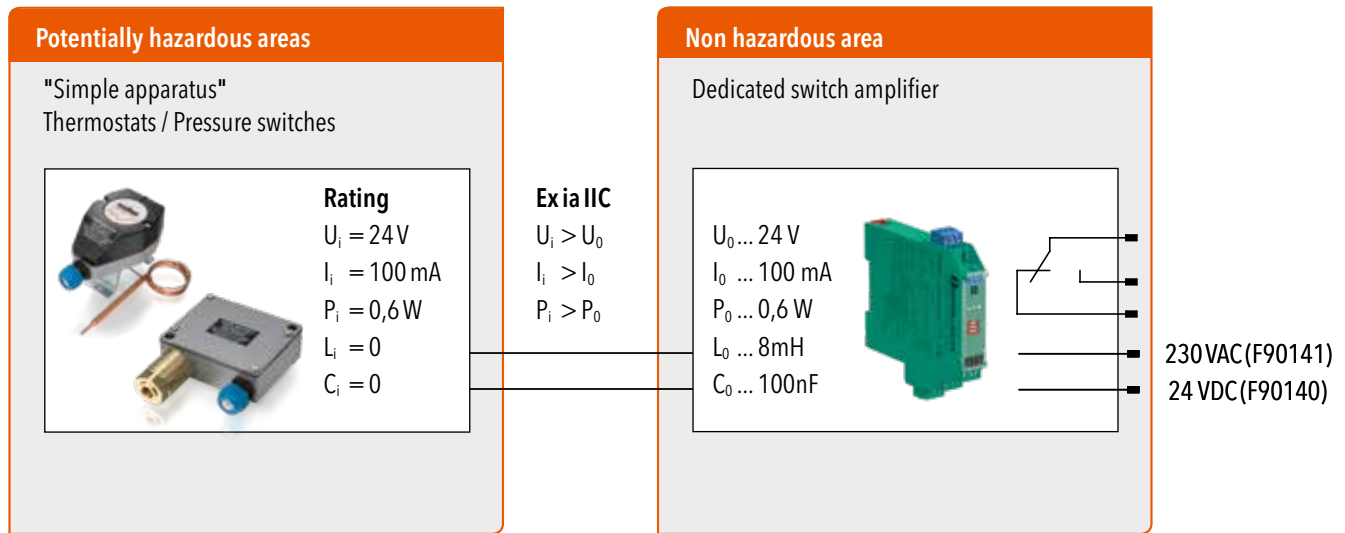 Potentially hazardous areas
"Simple apparatus"
Thermostats / Pressure switches
Rating
Uᵢ = 24 V
Iᵢ = 100 mA
Pᵢ = 0,6 W
Lᵢ = 0
Cᵢ = 0
Ex ia IIC
Uᵢ > U₀
Iᵢ > I₀
Pᵢ > P₀
Non hazardous area
Dedicated switch amplifier
U₀ ... 24 V
I₀ ... 100 mA
P₀ ... 0,6 W
L₀ ... 8mH
C₀ ... 100nF
230 VAC (F90141)
24 VDC (F90140)